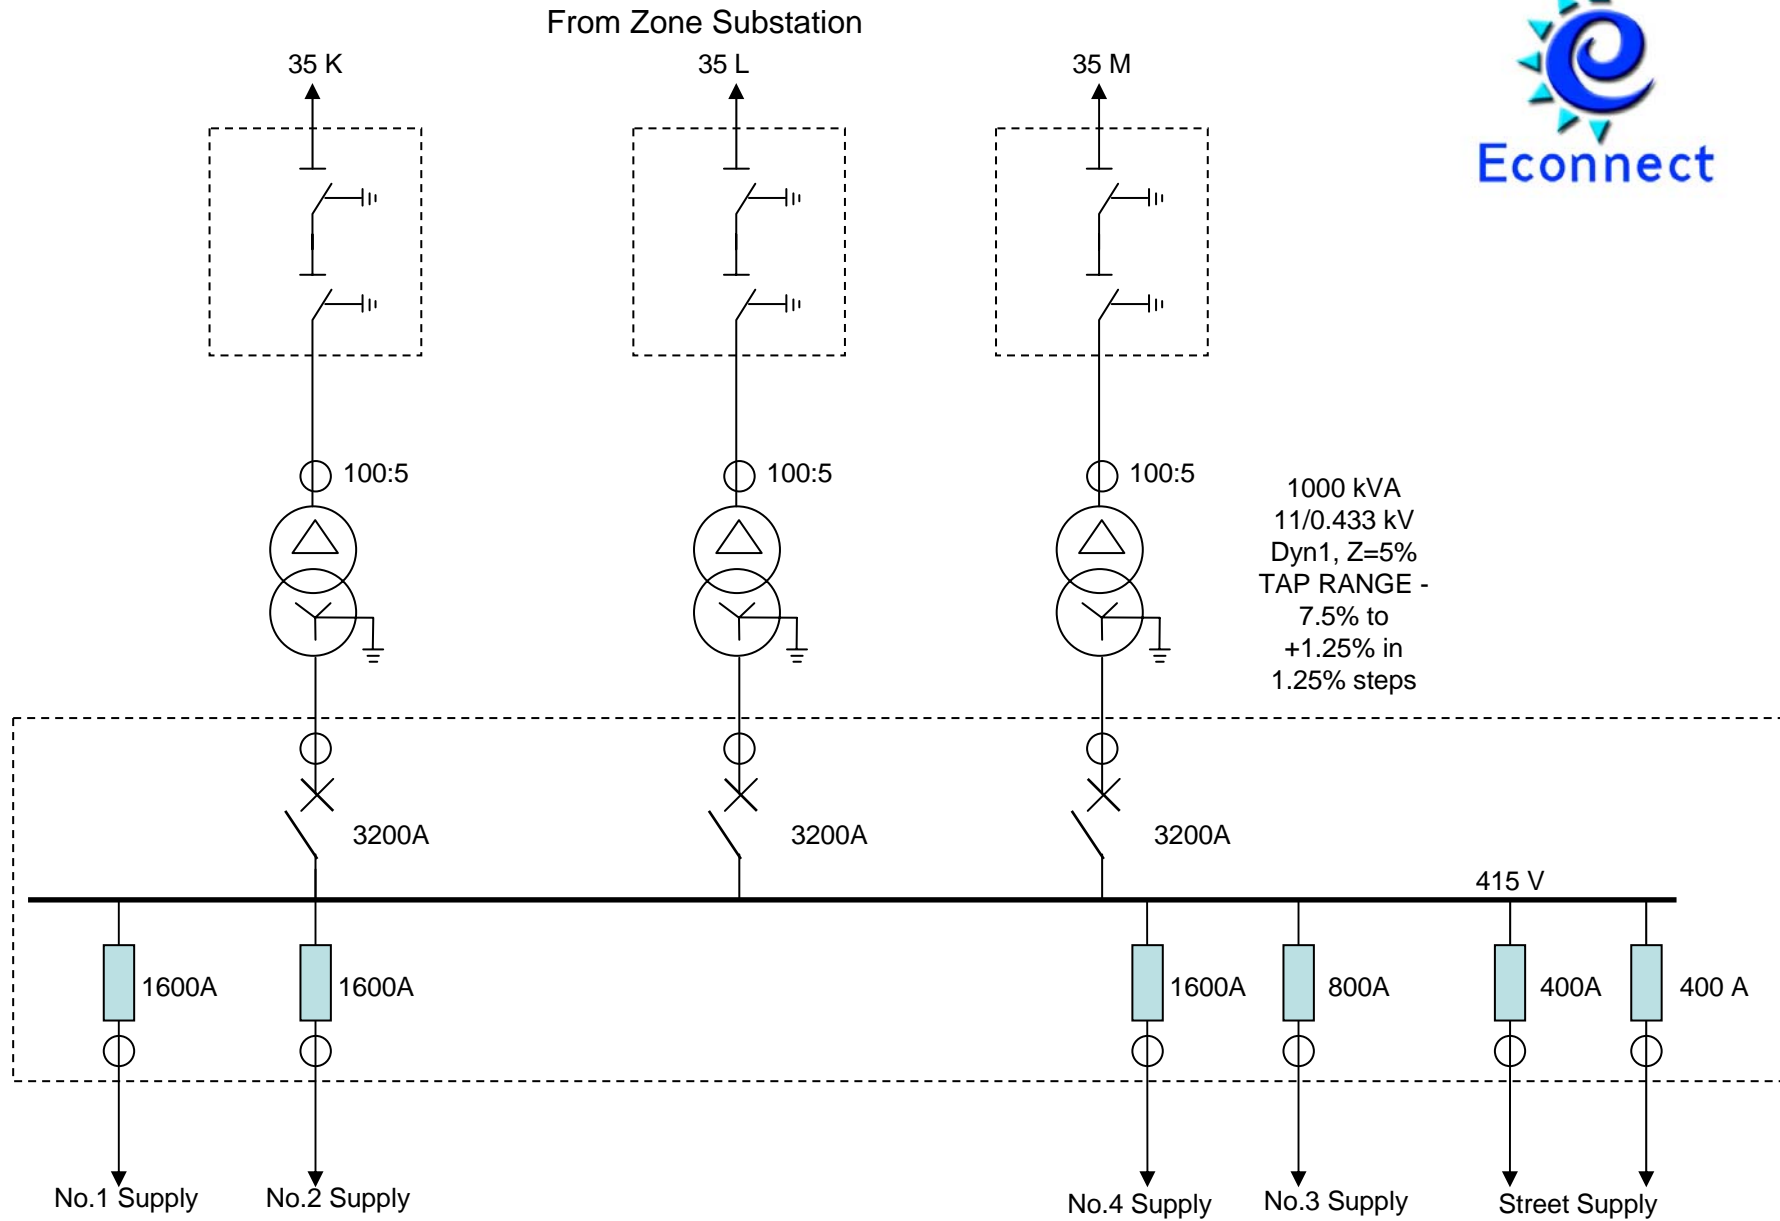 From Zone Substation
35 K
35 L
35 M
Econnect
100:5
100:5
100:5
1000 kVA
11/0.433 kV
Dyn1, Z=5%
TAP RANGE -
7.5% to
+1.25% in
1.25% steps
3200A
3200A
3200A
415 V
1600A
1600A
1600A
800A
400A
400 A
No.1 Supply
No.2 Supply
No.4 Supply
No.3 Supply
Street Supply